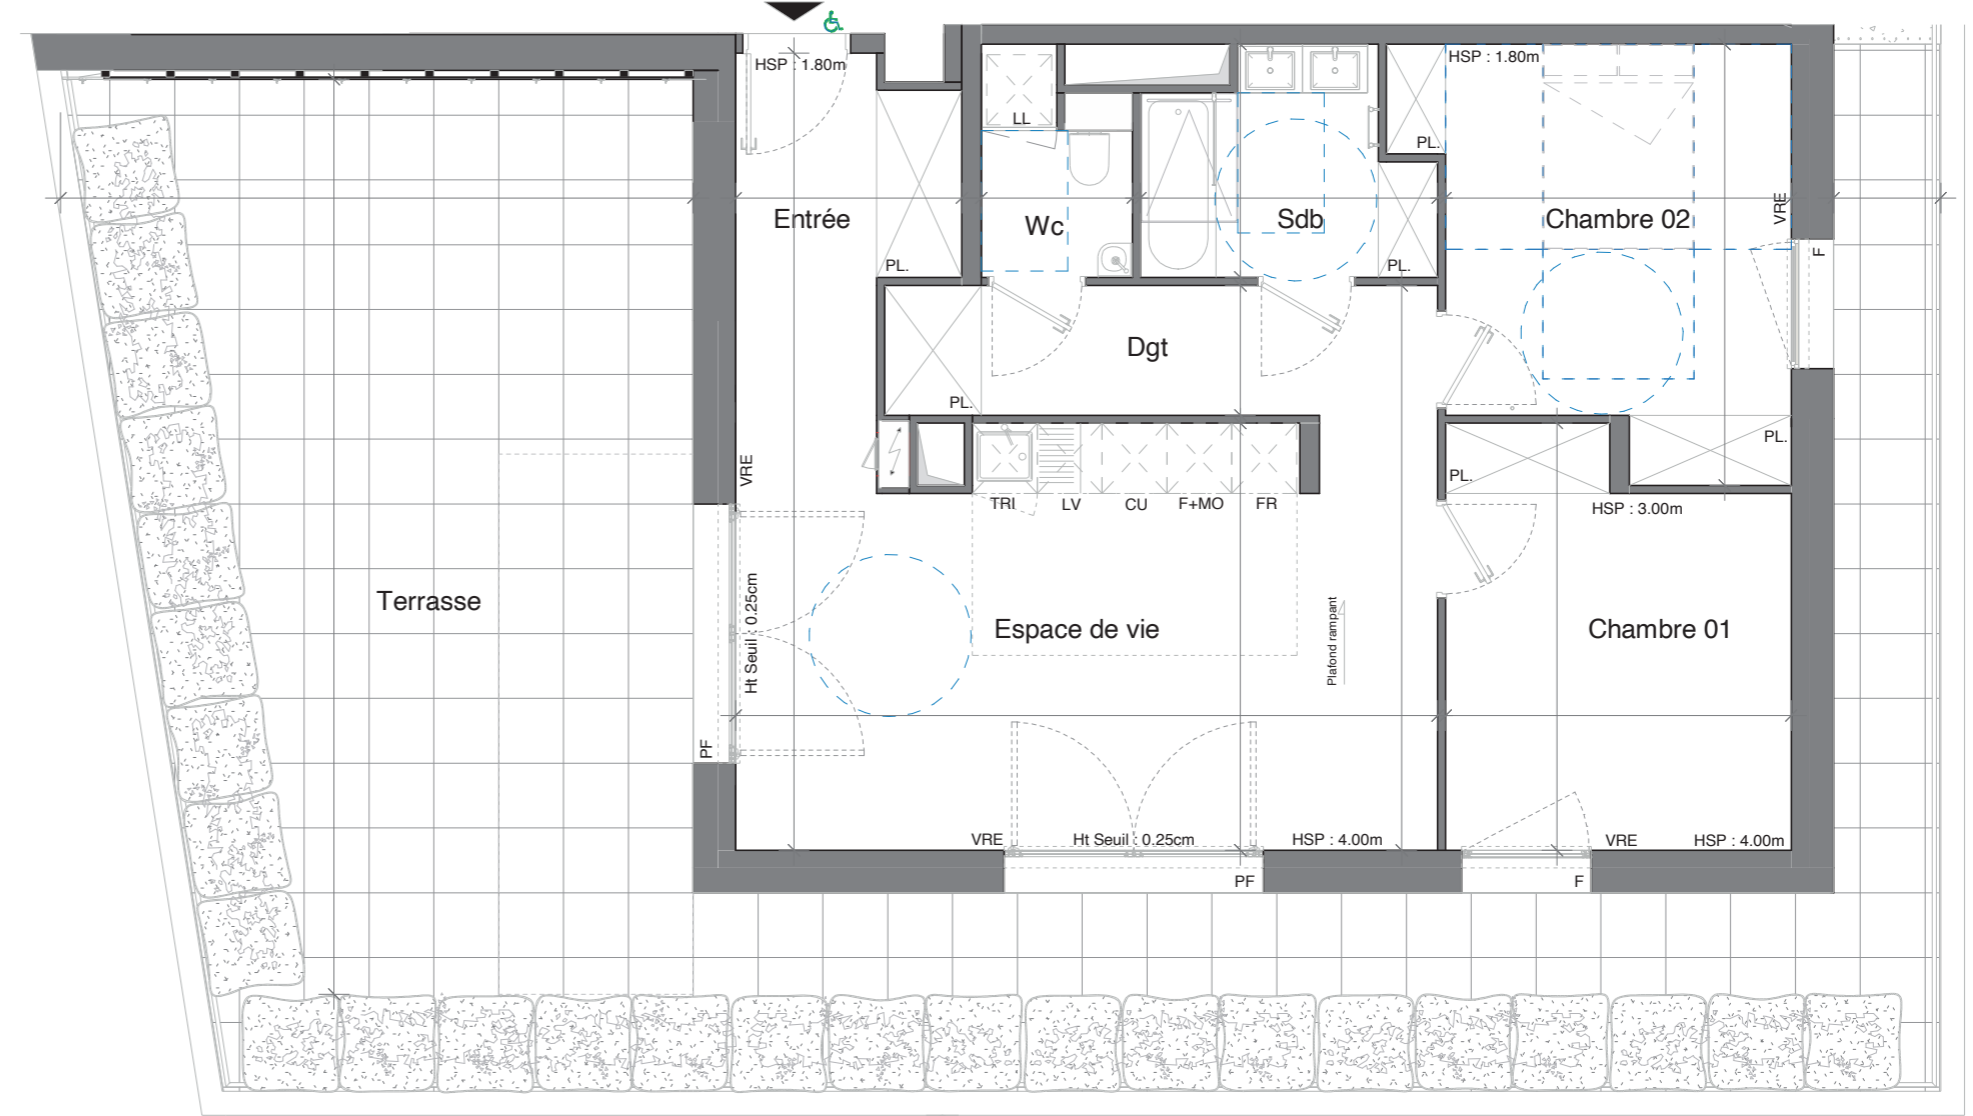 HSP : 1.80m
HSP : 1.80m
LL
PL.
Entrée
Wc
Sdb
Chambre 02
VRE
F
PL.
PL.
Dgt
PL.
PL.
VRE
PL.
TRI
LV
CU
F+MO
FR
HSP : 3.00m
Terrasse
Ht Seuil : 0.25cm
Espace de vie
Plafond rampant
Chambre 01
PF
VRE
Ht Seuil : 0.25cm
HSP : 4.00m
VRE
HSP : 4.00m
PF
F